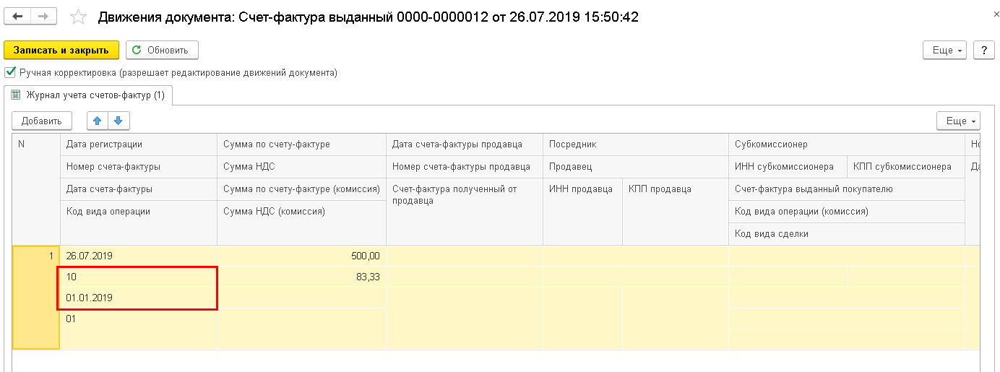 Движения документа: Счет-фактура выданный 0000-0000012 от 26.07.2019 15:50:42
Записать и закрыть Обновить Еще ?
Ручная корректировка (разрешает редактирование движений документа)
Журнал учета счетов-фактур (1)
Добавить Еще
N Дата регистрации Сумма по счету-фактуре Дата счета-фактуры продавца Посредник Субкомиссионер
Номер счета-фактуры Сумма НДС Номер счета-фактуры продавца Продавец ИНН субкомиссионера КПП субкомиссионера
Дата счета-фактуры Сумма по счету-фактуре (комиссия) Счет-фактура полученный от продавца ИНН продавца КПП продавца Счет-фактура выданный покупателю
Код вида операции Сумма НДС (комиссия) Код вида операции (комиссия)
Код вида сделки
1 26.07.2019 500,00
10 83,33
01.01.2019
01